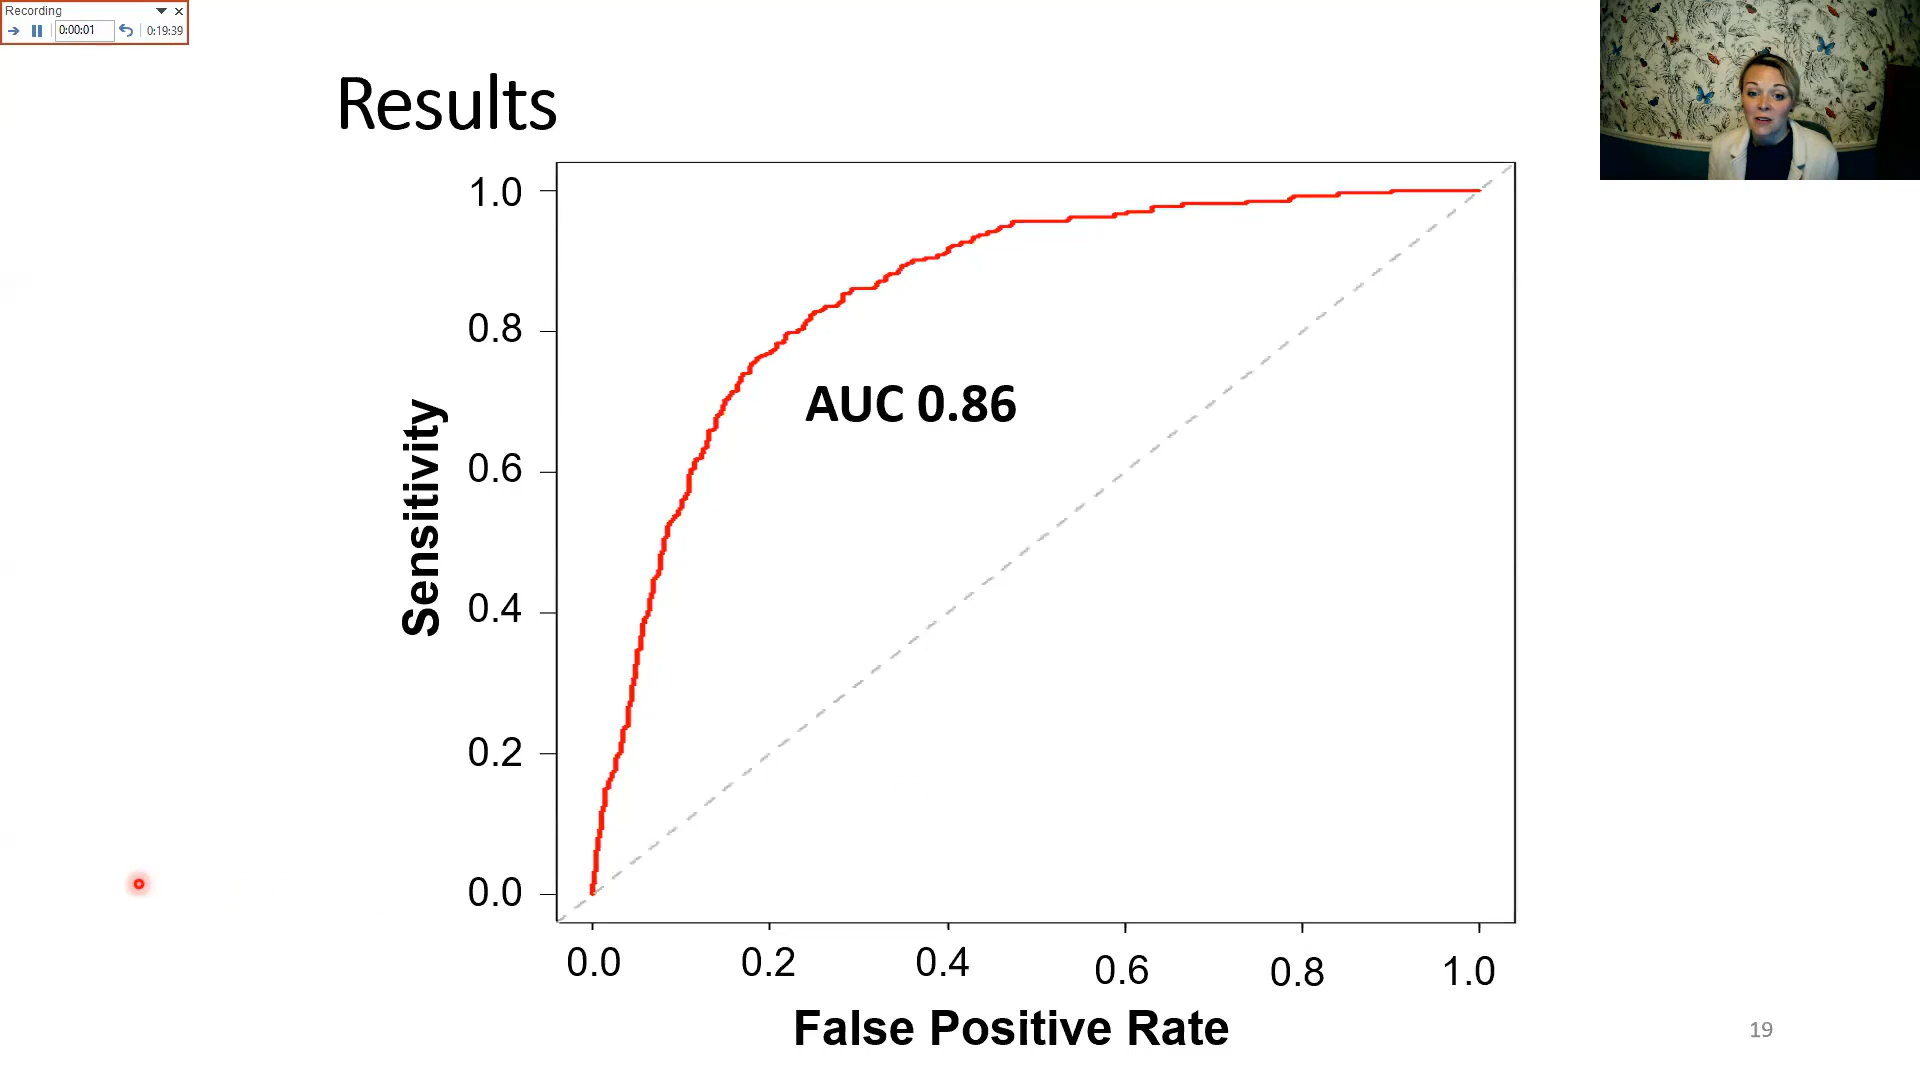 Recording
0:00:01
0:19:39
Results
1.0
0.8
0.6
0.4
0.2
0.0
Sensitivity
AUC 0.86
0.0 0.2 0.4 0.6 0.8 1.0
False Positive Rate
19